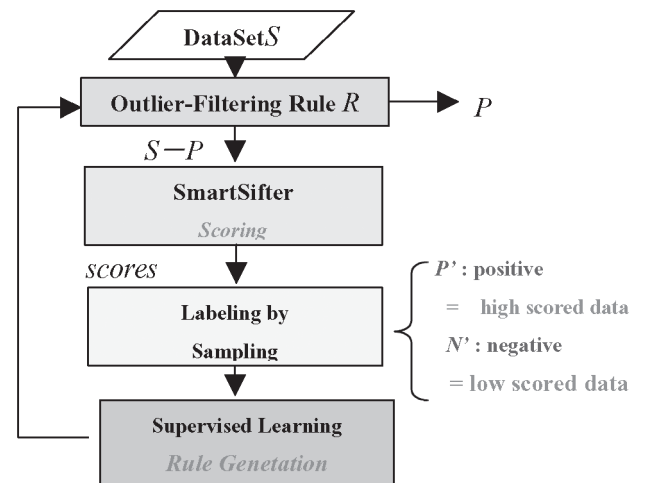 DataSetS
Outlier-Filtering Rule R
P
S−P
SmartSifter
Scoring
scores
Labeling by
Sampling
P' : positive
= high scored data
N' : negative
= low scored data
Supervised Learning
Rule Genetation